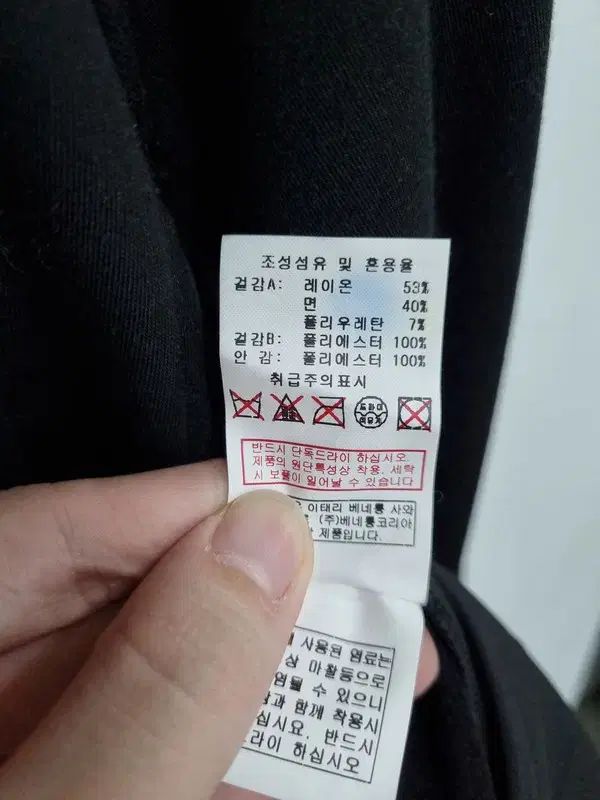 조성섬유 및 혼용율
겉감A: 레이온 53%
면 40%
폴리우레탄 7%
겉감B: 폴리에스터 100%
안 감: 폴리에스터 100%
취급주의표시
드라이
반드시 단독드라이 하십시오.
제품의 원단특성상 착용. 세탁
시 보풀이 일어날 수 있습니다
이태리 베네통 사와
(주)베네통코리아
제품입니다.
사용된 염료는
마찰등으로
수 있으니
함께 착용시
반드시
하십시오